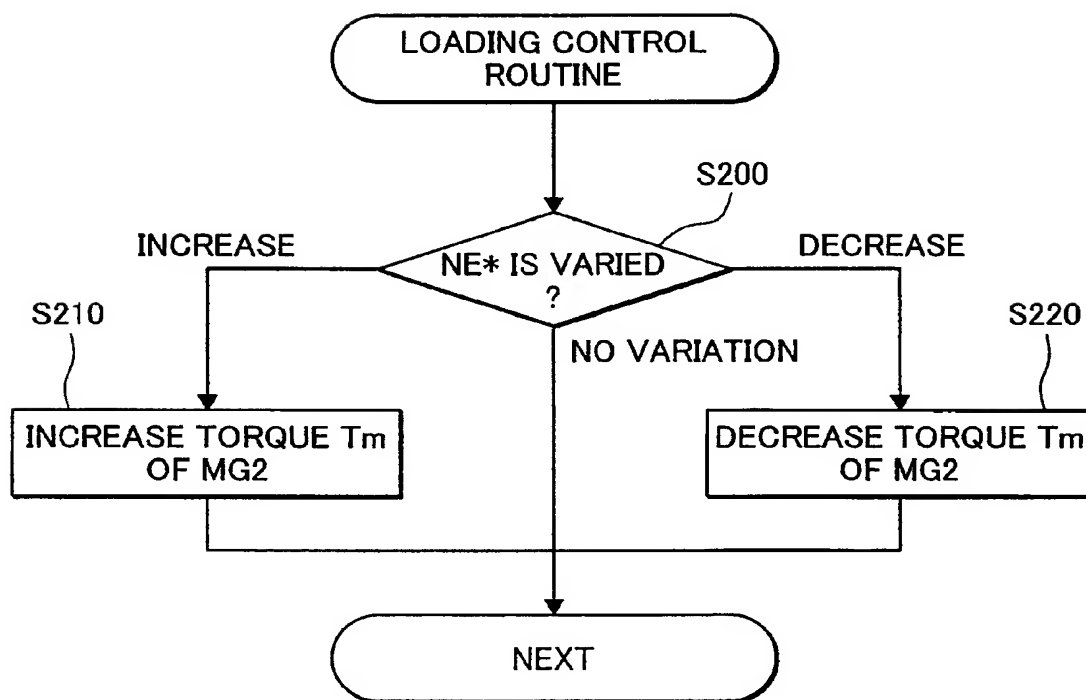 LOADING CONTROL
ROUTINE
S200
INCREASE
DECREASE
NE* IS VARIED
?
S210
S220
NO VARIATION
INCREASE TORQUE Tm
OF MG2
DECREASE TORQUE Tm
OF MG2
NEXT